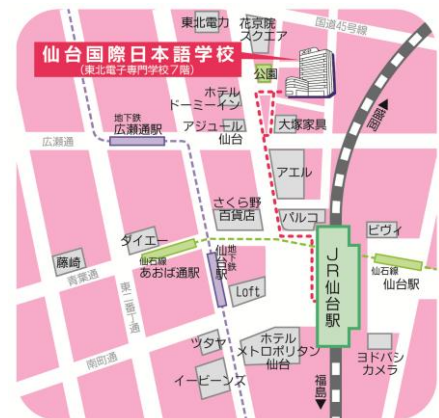 東北電力
花京院
スクエア
国道45号線
仙台国際日本語学校
(東北電子専門学校7階)
公園
盛岡
ホテル
ドーミーイン
地下鉄
広瀬通駅
アジュール
仙台
大塚家具
広瀬通
アエル
さくら野
百貨店
パルコ
ビヴィ
ダイエー
藤崎
仙石線
あおば通駅
地下鉄
仙台駅
JR仙台駅
仙石線
仙台駅
青葉通
東二番丁通
Loft
南町通
ツタヤ
ホテル
メトロポリタン
仙台
ヨドバシ
カメラ
イービーンズ
福島